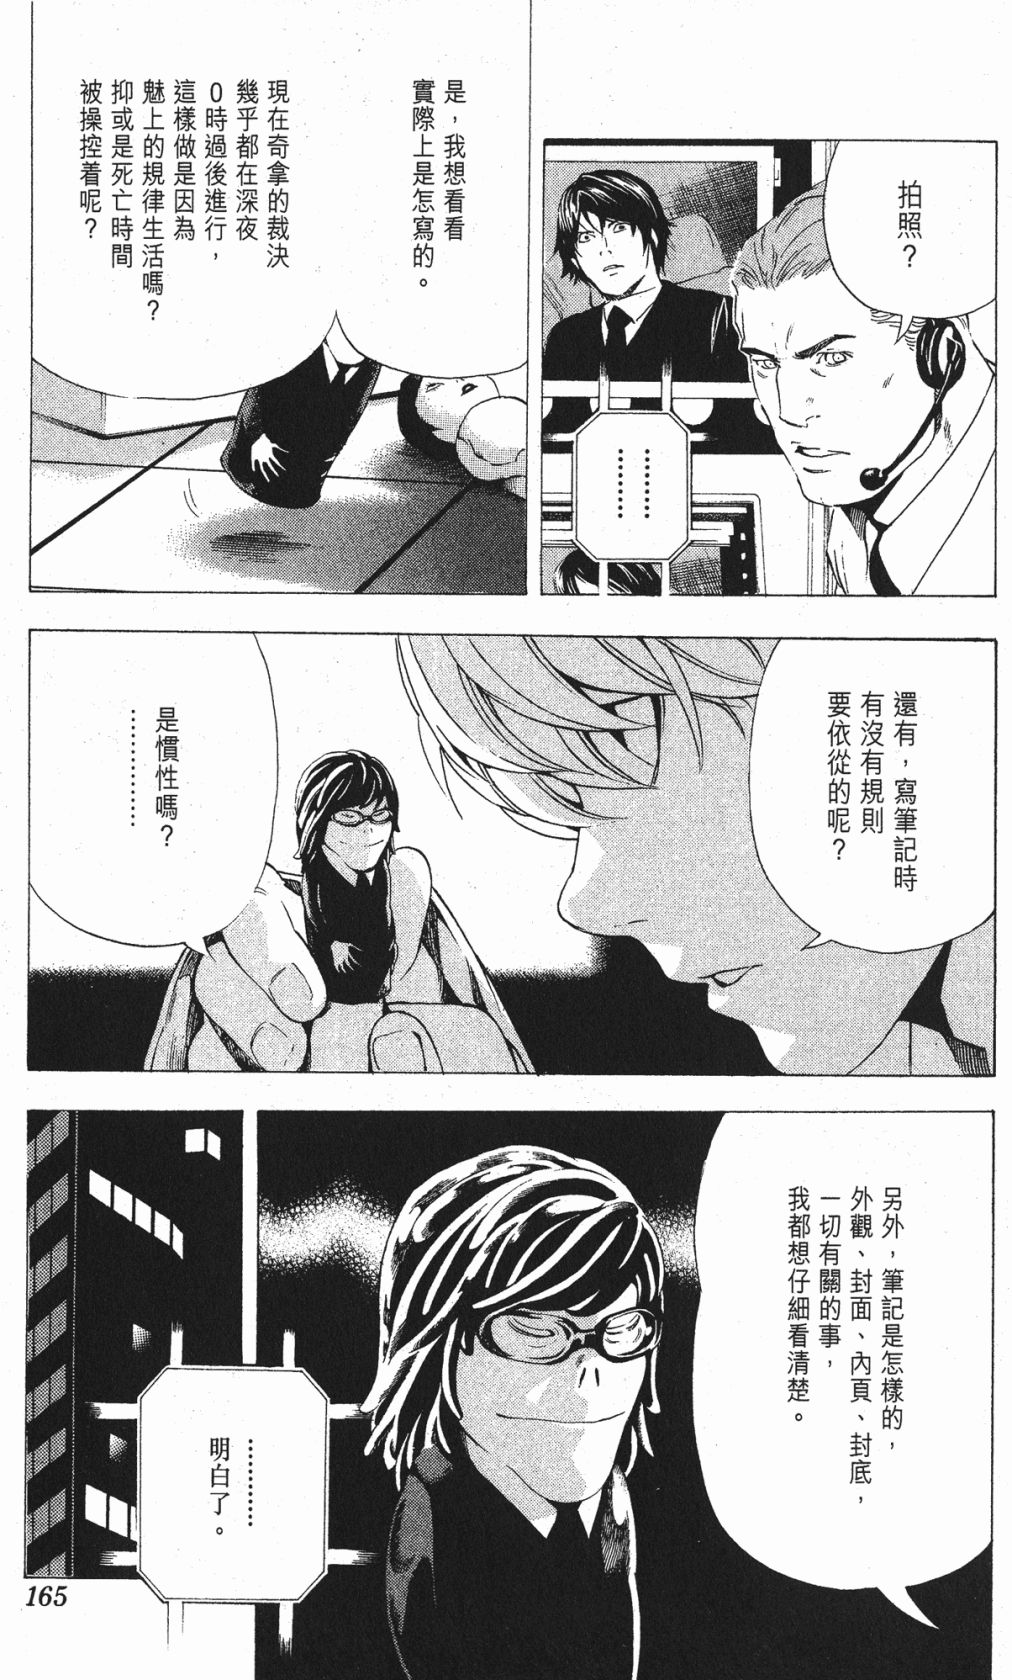 拍照？
⋯⋯⋯
⋯⋯⋯
是，我想看看
實際上是怎寫的。
現在奇拿的裁決
幾乎都在深夜
０時過後進行，
這樣做是因為
魅上的規律生活嗎？
抑或是死亡時間
被操控着呢？
還有，寫筆記時
有沒有規則
要依從的呢？
是慣性嗎？
⋯⋯⋯⋯
另外，筆記是怎樣的，
外觀、封面、內頁、封底，
一切有關的事，
我都想仔細看清楚。
⋯⋯⋯
明白了。
165